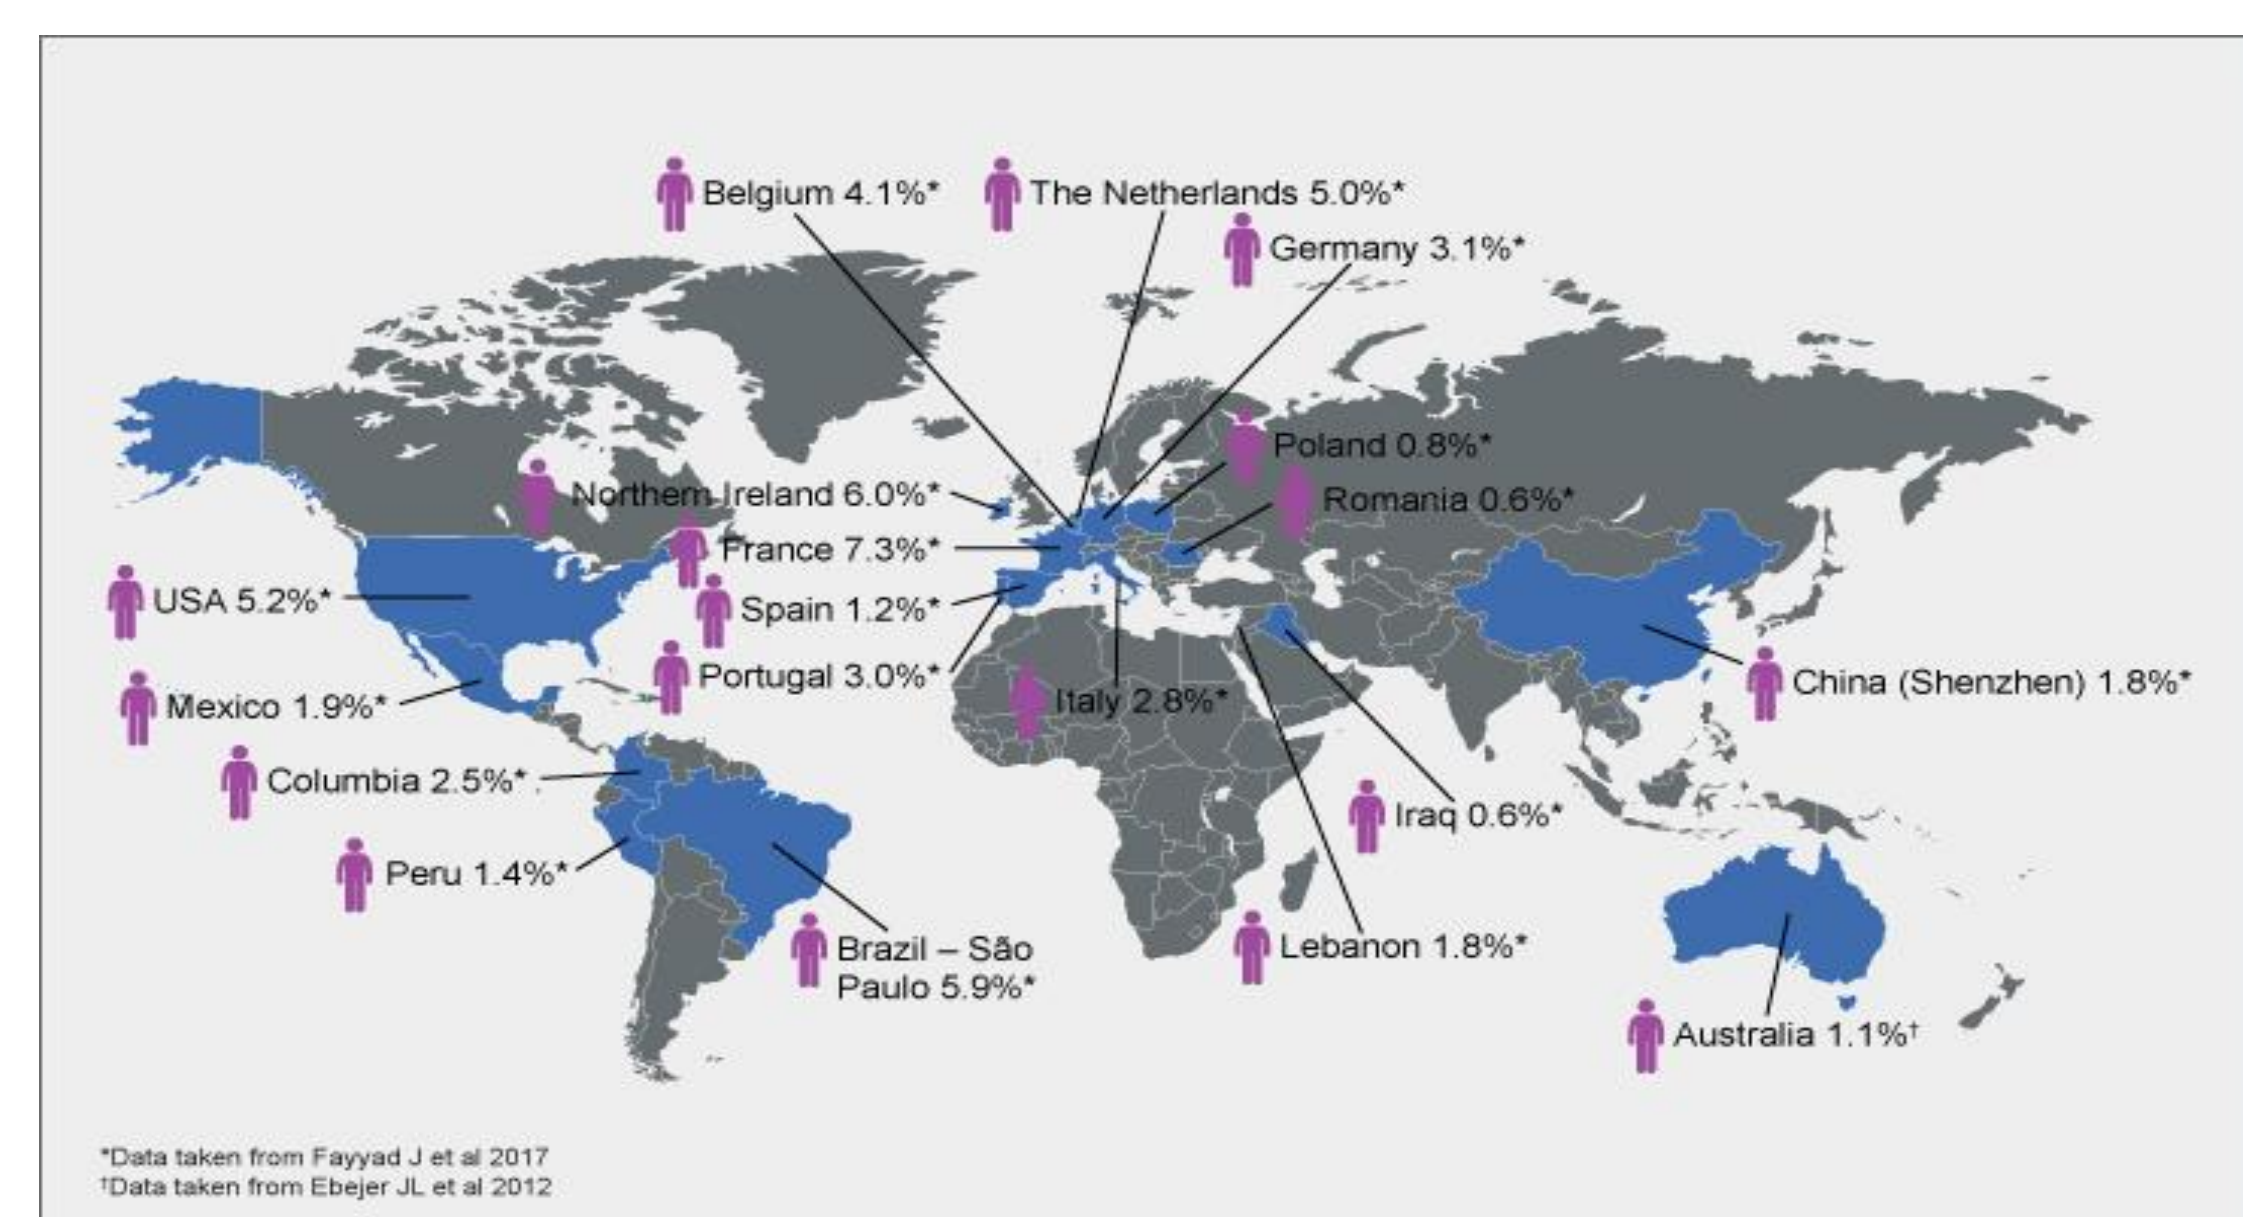 Belgium 4.1%*
The Netherlands 5.0%*
Germany 3.1%*
Poland 0.8%*
Northern Ireland 6.0%*
Romania 0.6%*
France 7.3%*
USA 5.2%*
Spain 1.2%*
Portugal 3.0%*
China (Shenzhen) 1.8%*
Mexico 1.9%*
Italy 2.8%*
Columbia 2.5%*.
Iraq 0.6%*
Peru 1.4%*
Brazil – São
Paulo 5.9%*
Lebanon 1.8%*
Australia 1.1%†
*Data taken from Fayyad J et al 2017
†Data taken from Ebejer JL et al 2012